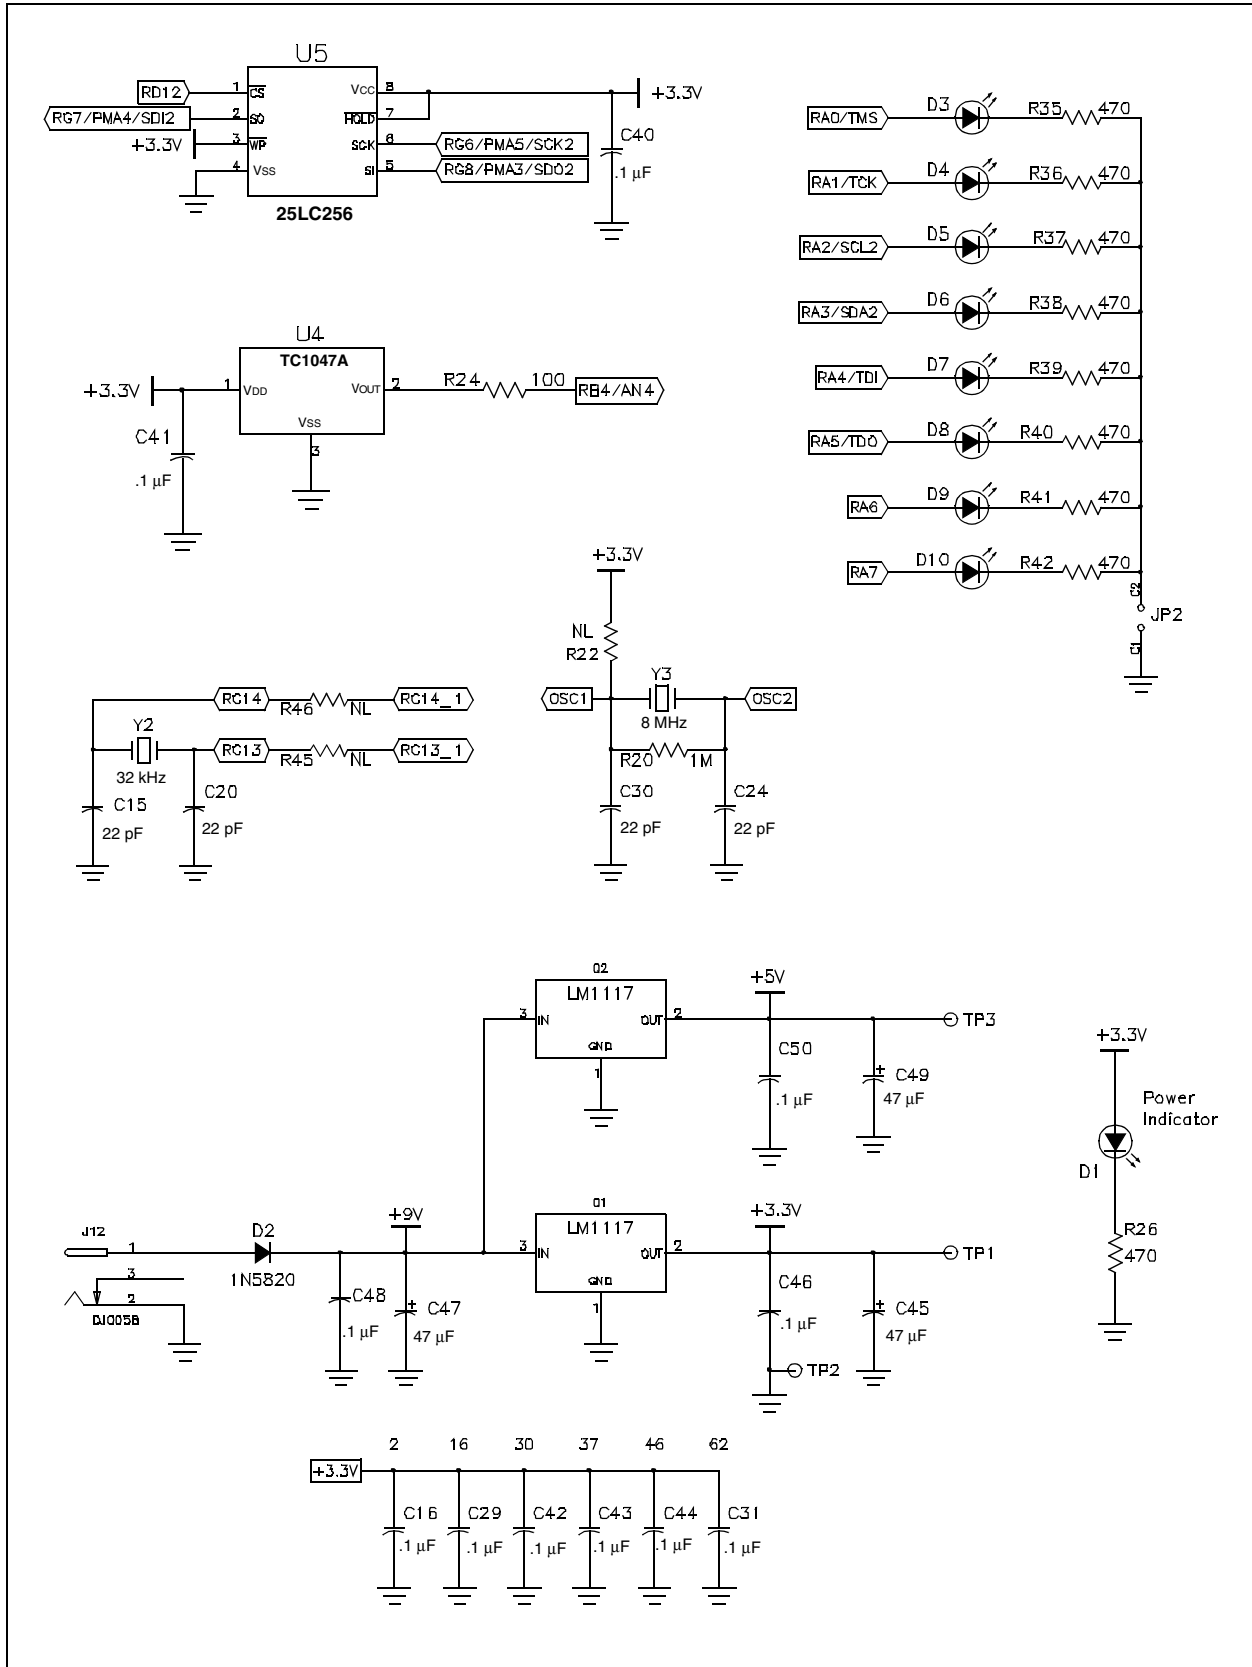 U5
RD12 1 CS VCC 8 +3.3V
RG7/PMA4/SDI2 2 SO HOLD 7
+3.3V 3 WP SCK 6 RG6/PMA5/SCK2
4 VSS SI 5 RG8/PMA3/SDO2
25LC256
C40
.1 µF
RA0/TMS D3 R35 470
RA1/TCK D4 R36 470
RA2/SCL2 D5 R37 470
RA3/SDA2 D6 R38 470
RA4/TDI D7 R39 470
RA5/TDO D8 R40 470
RA6 D9 R41 470
RA7 D10 R42 470
C2
JP2
C1
U4
TC1047A
+3.3V 1 VDD VOUT 2 R24 100 RB4/AN4
VSS
3
C41
.1 µF
RC14 R46 NL RC14_1
Y2
32 kHz
RC13 R45 NL RC13_1
C15
22 pF
C20
22 pF
+3.3V
NL
R22
OSC1 Y3 OSC2
8 MHz
R20 1M
C30
22 pF
C24
22 pF
Q2
LM1117
3 IN OUT 2
GND
1
+5V
TP3
C50
.1 µF
+ C49
47 µF
+3.3V
Power
Indicator
D1
R26
470
J12
1
3
2
DJ005B
D2
1N5820
+9V
C48
.1 µF
+ C47
47 µF
Q1
LM1117
3 IN OUT 2
GND
1
+3.3V
TP1
C46
.1 µF
+ C45
47 µF
TP2
2 16 30 37 46 62
+3.3V
C16 C29 C42 C43 C44 C31
.1 µF .1 µF .1 µF .1 µF .1 µF .1 µF